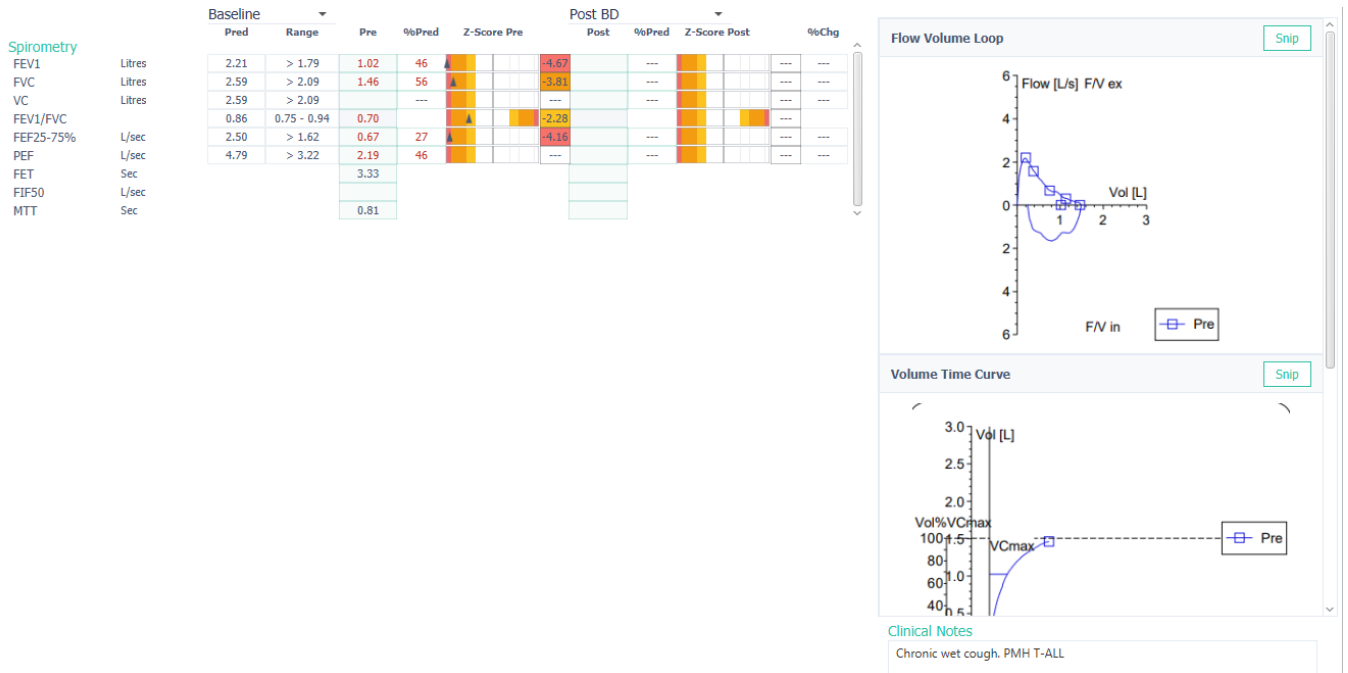 Baseline Post BD
Pred Range Pre %Pred Z-Score Pre Post %Pred Z-Score Post %Chg
Spirometry
FEV1 Litres 2.21 > 1.79 1.02 46 -4.67 --- --- ---
FVC Litres 2.59 > 2.09 1.46 56 -3.81 --- --- ---
VC Litres 2.59 > 2.09 --- --- --- --- ---
FEV1/FVC 0.86 0.75 - 0.94 0.70 -2.28 ---
FEF25-75% L/sec 2.50 > 1.62 0.67 27 -4.16 --- --- ---
PEF L/sec 4.79 > 3.22 2.19 46 --- --- --- ---
FET Sec 3.33
FIF50 L/sec
MTT Sec 0.81
Flow Volume Loop Snip
6 Flow [L/s] F/V ex
4
2
Vol [L]
0
1 2 3
2
4
6 F/V in
Pre
Volume Time Curve Snip
3.0 Vol [L]
2.5
2.0
Vol%VCmax
100 1.5 VCmax Pre
80
60 1.0
40 0.5
Clinical Notes
Chronic wet cough. PMH T-ALL